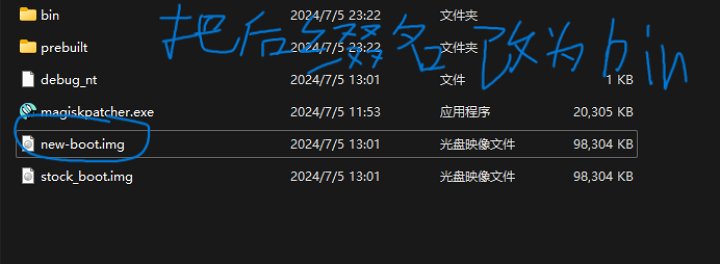 bin 2024/7/5 23:22 文件夹
把后缀名改为bin
prebuilt 2024/7/5 23:22 文件夹
debug_nt 2024/7/5 13:01 文件 1 KB
magiskpatcher.exe 2024/7/5 11:53 应用程序 20,305 KB
new-boot.img 2024/7/5 13:01 光盘映像文件 98,304 KB
stock_boot.img 2024/7/5 13:01 光盘映像文件 98,304 KB